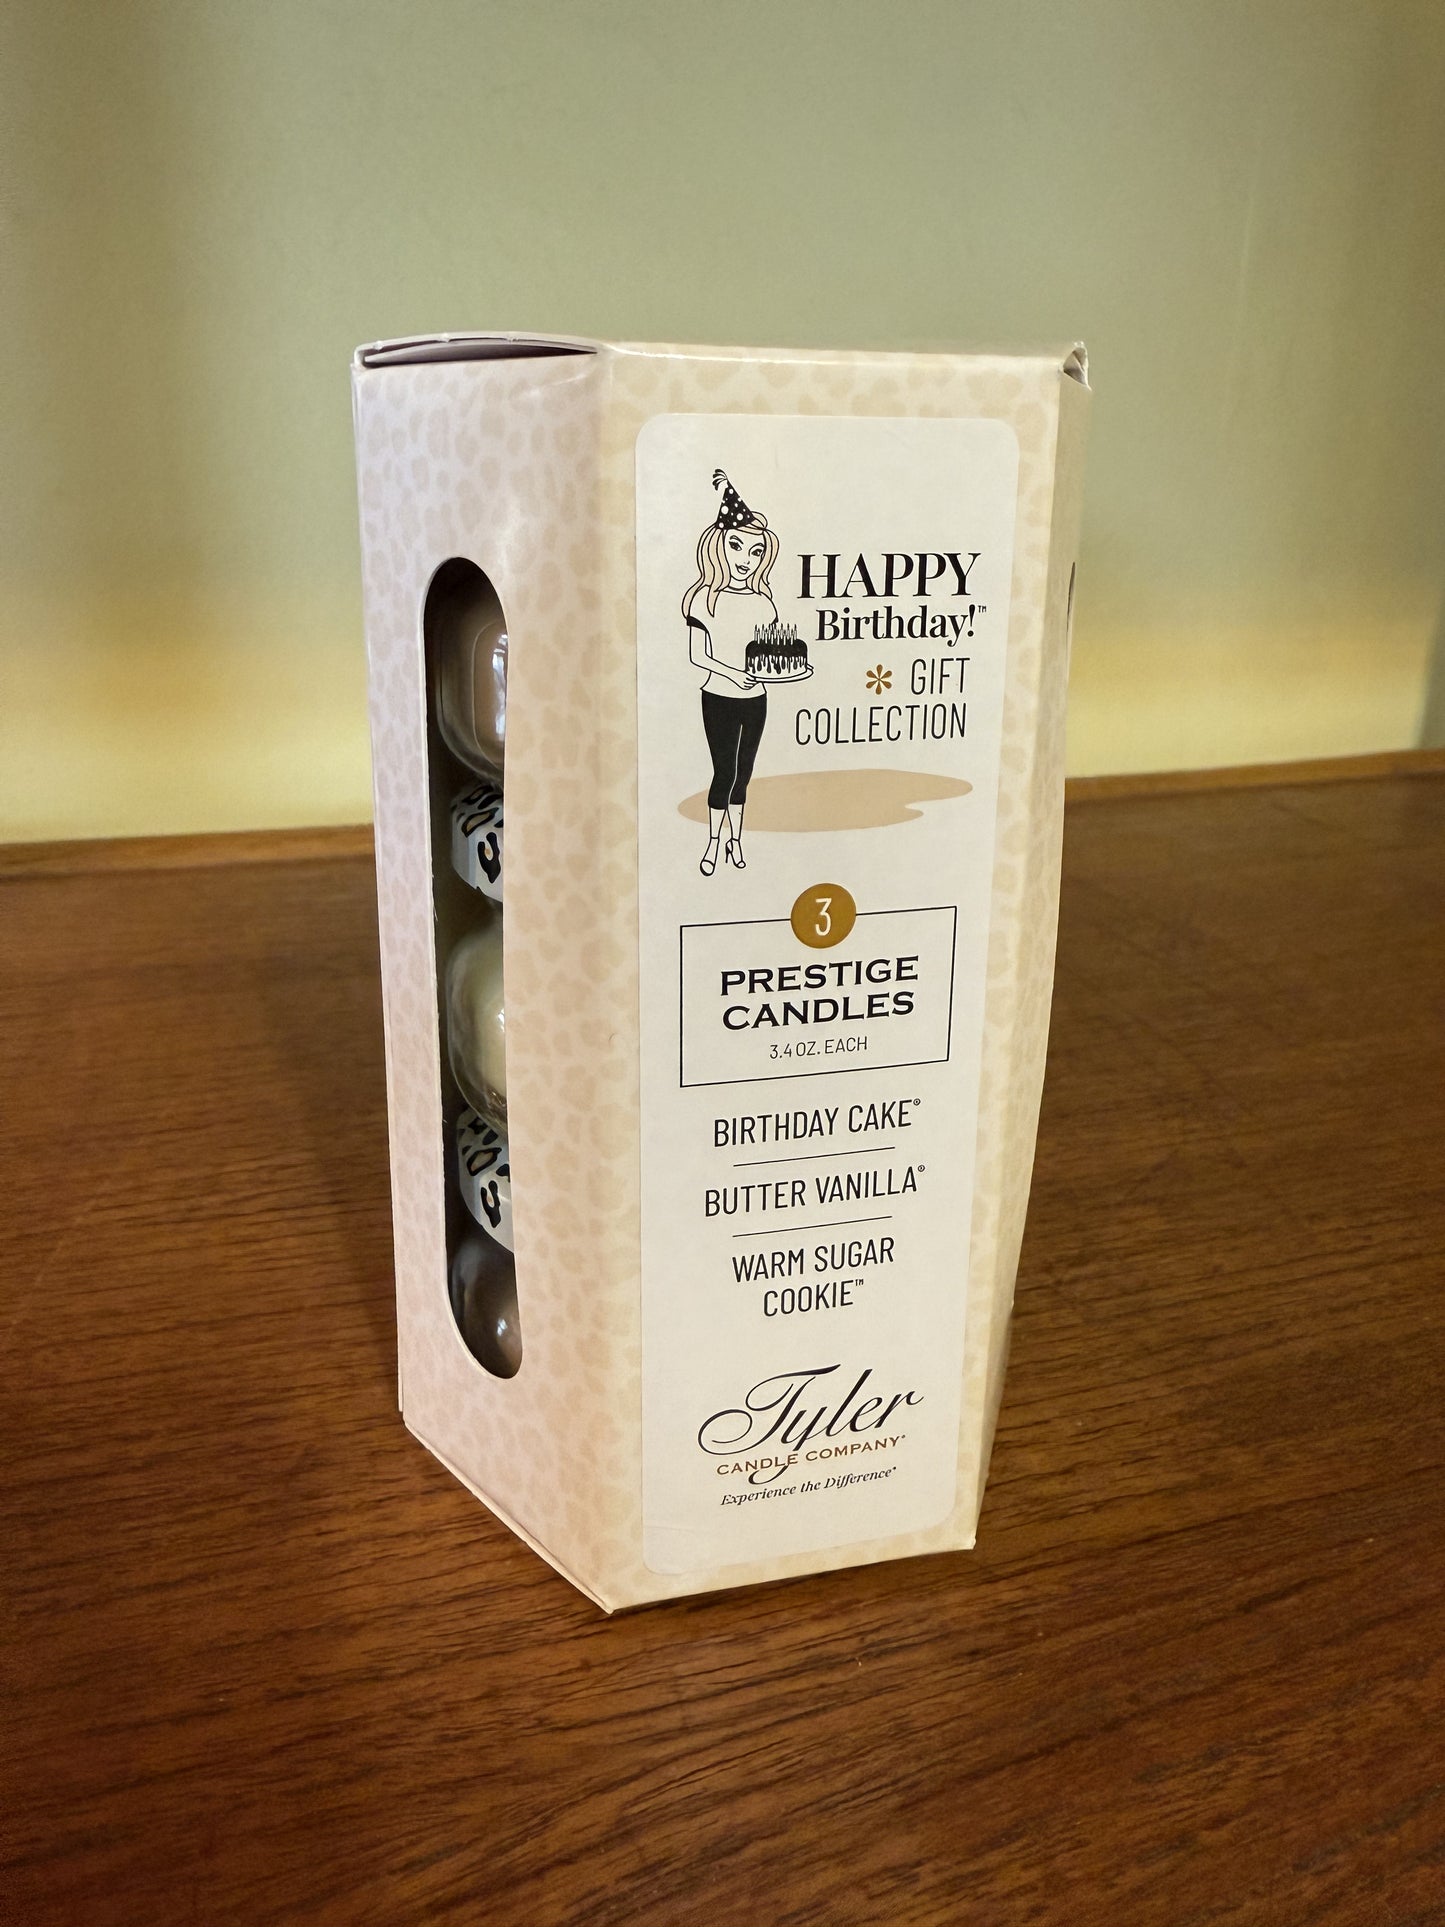 HAPPY
Birthday!™
* GIFT
COLLECTION
3
PRESTIGE
CANDLES
3.4 OZ. EACH
BIRTHDAY CAKE®
BUTTER VANILLA®
WARM SUGAR
COOKIE™
Tyler
CANDLE COMPANY®
Experience the Difference®